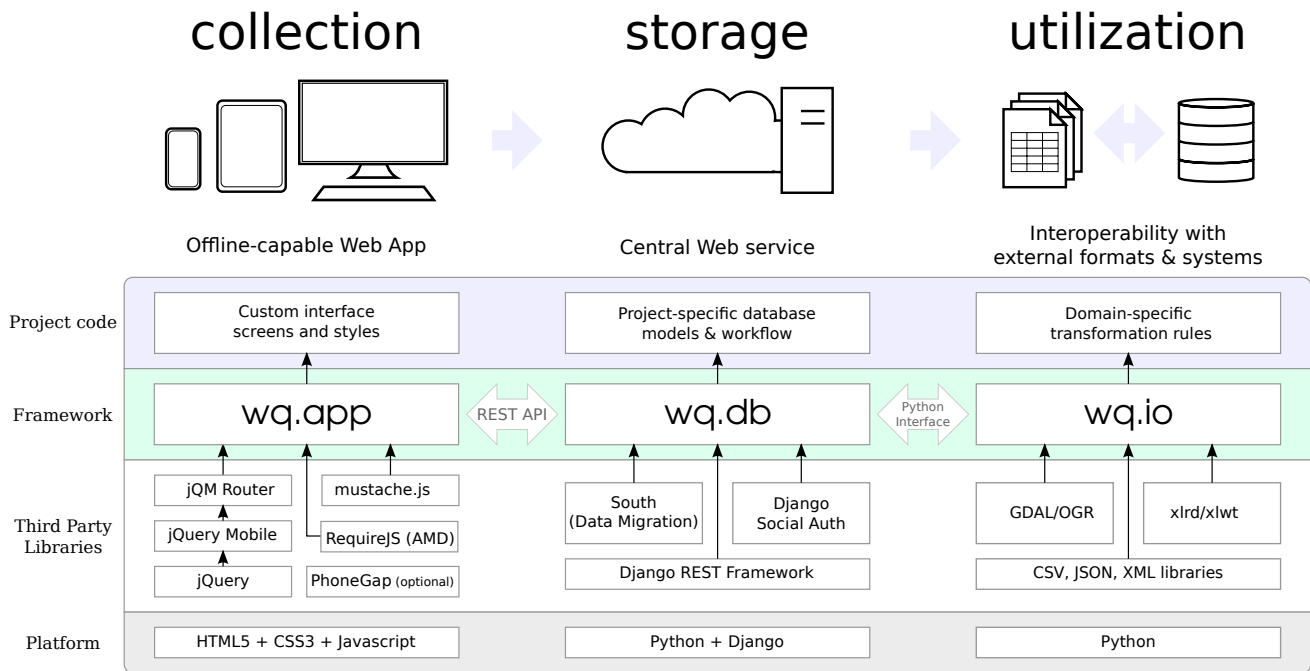 collection
storage
utilization
Offline-capable Web App
Central Web service
Interoperability with
external formats & systems
Project code
Custom interface
screens and styles
Project-specific database
models & workflow
Domain-specific
transformation rules
Framework
wq.app
REST API
wq.db
Python
Interface
wq.io
Third Party
Libraries
jQM Router
mustache.js
jQuery Mobile
RequireJS (AMD)
jQuery
PhoneGap (optional)
South
(Data Migration)
Django
Social Auth
Django REST Framework
GDAL/OGR
xlrd/xlwt
CSV, JSON, XML libraries
Platform
HTML5 + CSS3 + Javascript
Python + Django
Python